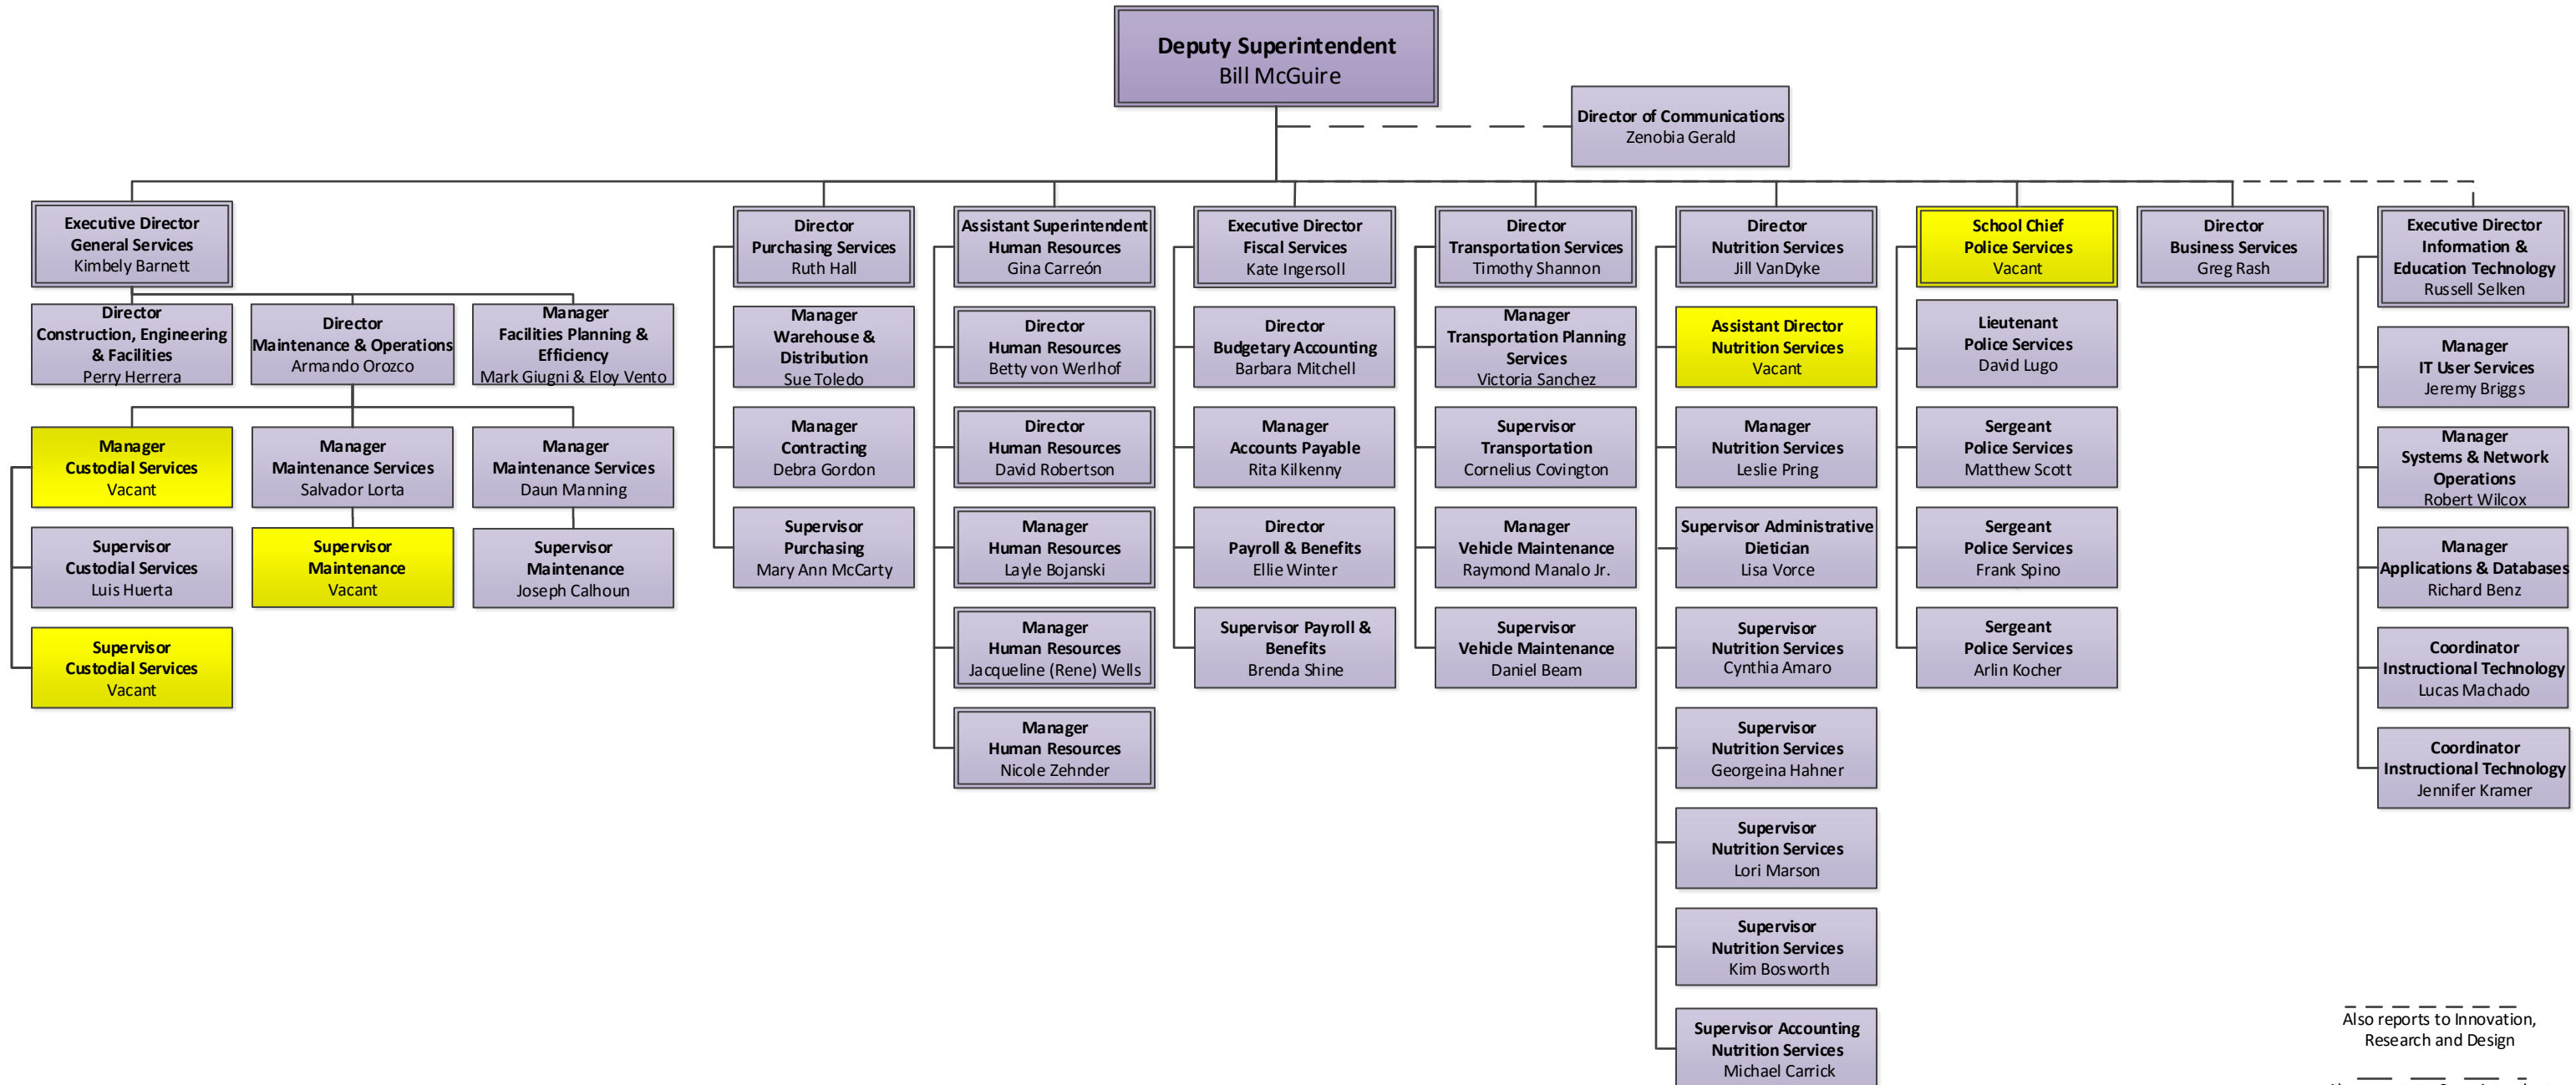 Deputy Superintendent
Bill McGuire
Director of Communications
Zenobia Gerald
Executive Director
General Services
Kimbely Barnett
Director
Construction, Engineering
& Facilities
Perry Herrera
Director
Maintenance & Operations
Armando Orozco
Manager
Facilities Planning &
Efficiency
Mark Giugni & Eloy Vento
Manager
Custodial Services
Vacant
Supervisor
Custodial Services
Luis Huerta
Supervisor
Custodial Services
Vacant
Manager
Maintenance Services
Salvador Lorta
Supervisor
Maintenance
Vacant
Manager
Maintenance Services
Daun Manning
Supervisor
Maintenance
Joseph Calhoun
Director
Purchasing Services
Ruth Hall
Manager
Warehouse &
Distribution
Sue Toledo
Manager
Contracting
Debra Gordon
Supervisor
Purchasing
Mary Ann McCarty
Assistant Superintendent
Human Resources
Gina Carreón
Director
Human Resources
Betty von Werlhof
Director
Human Resources
David Robertson
Manager
Human Resources
Layle Bojanski
Manager
Human Resources
Jacqueline (Rene) Wells
Manager
Human Resources
Nicole Zehnder
Executive Director
Fiscal Services
Kate Ingersoll
Director
Budgetary Accounting
Barbara Mitchell
Manager
Accounts Payable
Rita Kilkenny
Director
Payroll & Benefits
Ellie Winter
Supervisor Payroll &
Benefits
Brenda Shine
Director
Transportation Services
Timothy Shannon
Manager
Transportation Planning
Services
Victoria Sanchez
Supervisor
Transportation
Cornelius Covington
Manager
Vehicle Maintenance
Raymond Manalo Jr.
Supervisor
Vehicle Maintenance
Daniel Beam
Director
Nutrition Services
Jill VanDyke
Assistant Director
Nutrition Services
Vacant
Manager
Nutrition Services
Leslie Pring
Supervisor Administrative
Dietician
Lisa Vorce
Supervisor
Nutrition Services
Cynthia Amaro
Supervisor
Nutrition Services
Georgeina Hahner
Supervisor
Nutrition Services
Lori Marson
Supervisor
Nutrition Services
Kim Bosworth
Supervisor Accounting
Nutrition Services
Michael Carrick
School Chief
Police Services
Vacant
Lieutenant
Police Services
David Lugo
Sergeant
Police Services
Matthew Scott
Sergeant
Police Services
Frank Spino
Sergeant
Police Services
Arlin Kocher
Director
Business Services
Greg Rash
Executive Director
Information &
Education Technology
Russell Selken
Manager
IT User Services
Jeremy Briggs
Manager
Systems & Network
Operations
Robert Wilcox
Manager
Applications & Databases
Richard Benz
Coordinator
Instructional Technology
Lucas Machado
Coordinator
Instructional Technology
Jennifer Kramer
Also reports to Innovation,
Research and Design